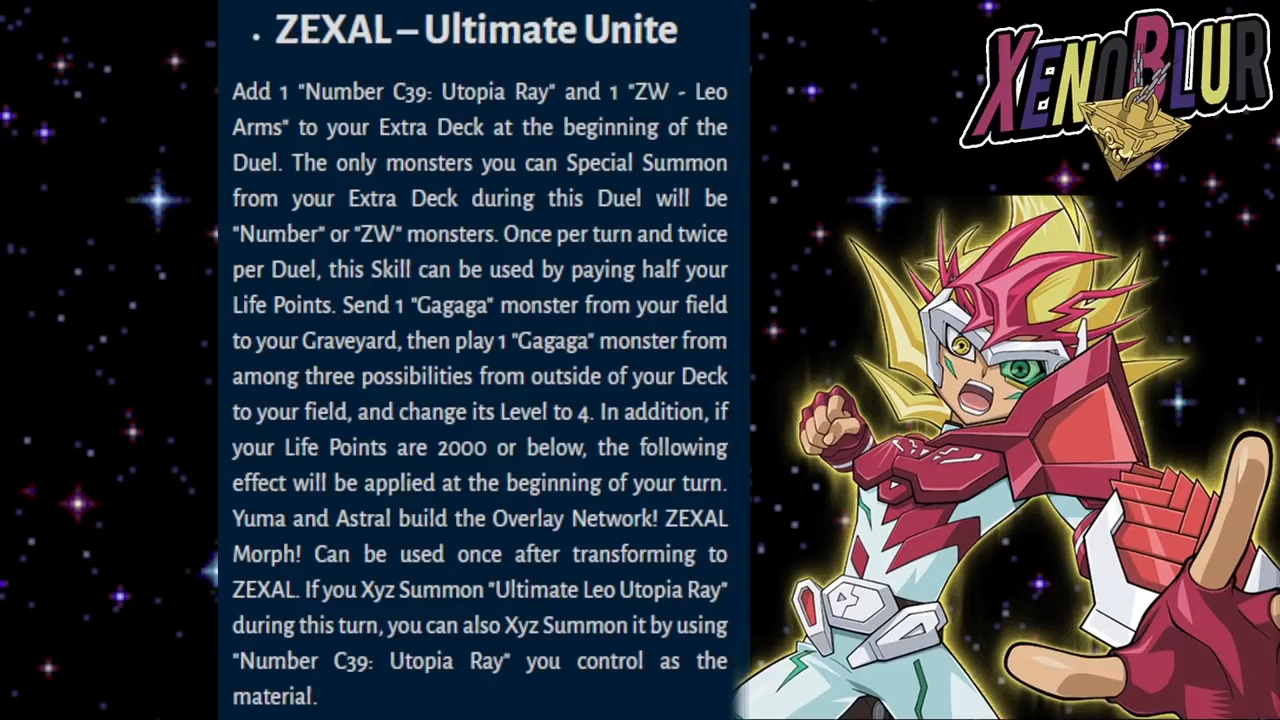 • ZEXAL – Ultimate Unite
XENOBLUR
Add 1 "Number C39: Utopia Ray" and 1 "ZW - Leo
Arms" to your Extra Deck at the beginning of the
Duel. The only monsters you can Special Summon
from your Extra Deck during this Duel will be
"Number" or "ZW" monsters. Once per turn and twice
per Duel, this Skill can be used by paying half your
Life Points. Send 1 "Gagaga" monster from your field
to your Graveyard, then play 1 "Gagaga" monster from
among three possibilities from outside of your Deck
to your field, and change its Level to 4. In addition, if
your Life Points are 2000 or below, the following
effect will be applied at the beginning of your turn.
Yuma and Astral build the Overlay Network! ZEXAL
Morph! Can be used once after transforming to
ZEXAL. If you Xyz Summon "Ultimate Leo Utopia Ray"
during this turn, you can also Xyz Summon it by using
"Number C39: Utopia Ray" you control as the
material.